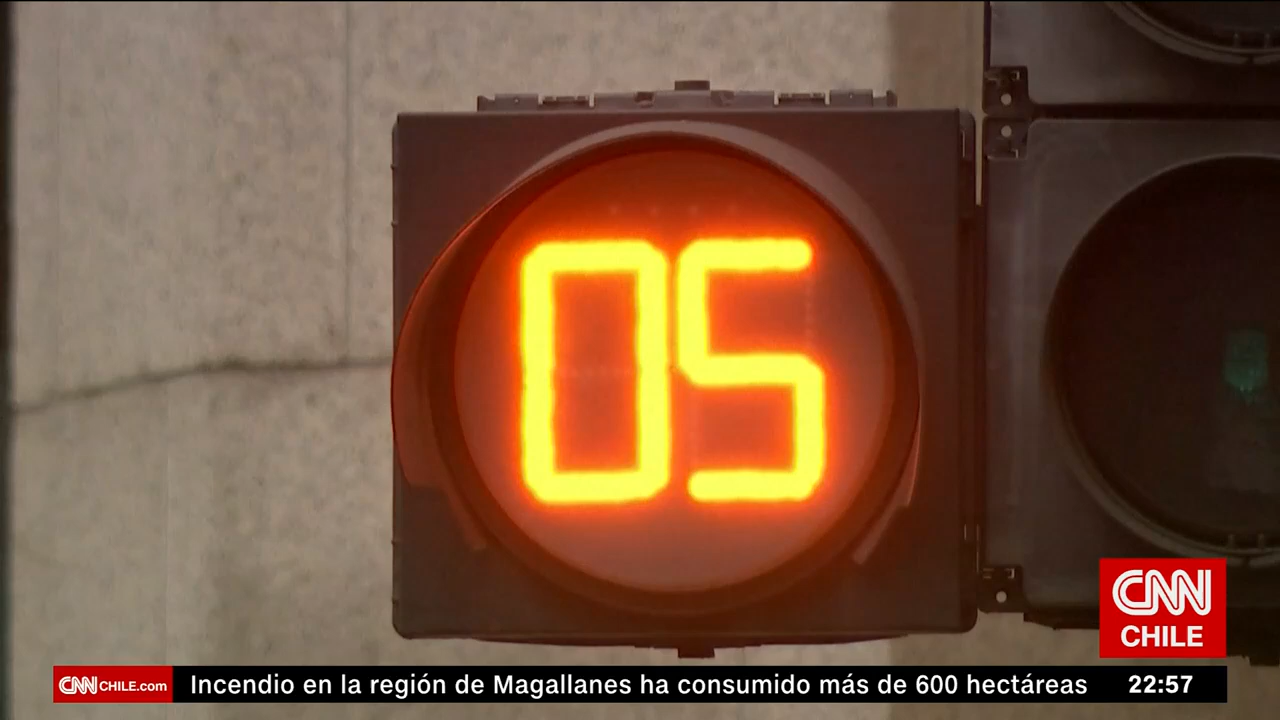 05
CNN
CHILE
CNNCHILE.com Incendio en la región de Magallanes ha consumido más de 600 hectáreas 22:57